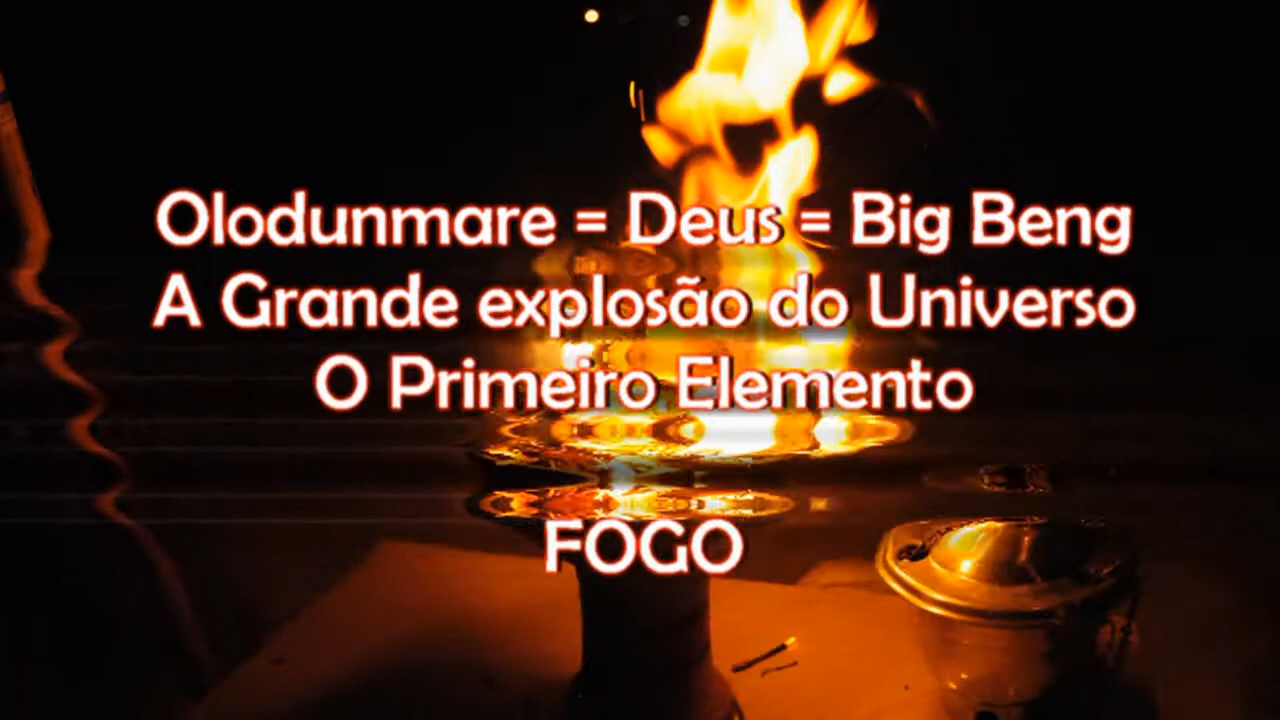 Olodunmare = Deus = Big Beng
A Grande explosão do Universo
O Primeiro Elemento
FOGO